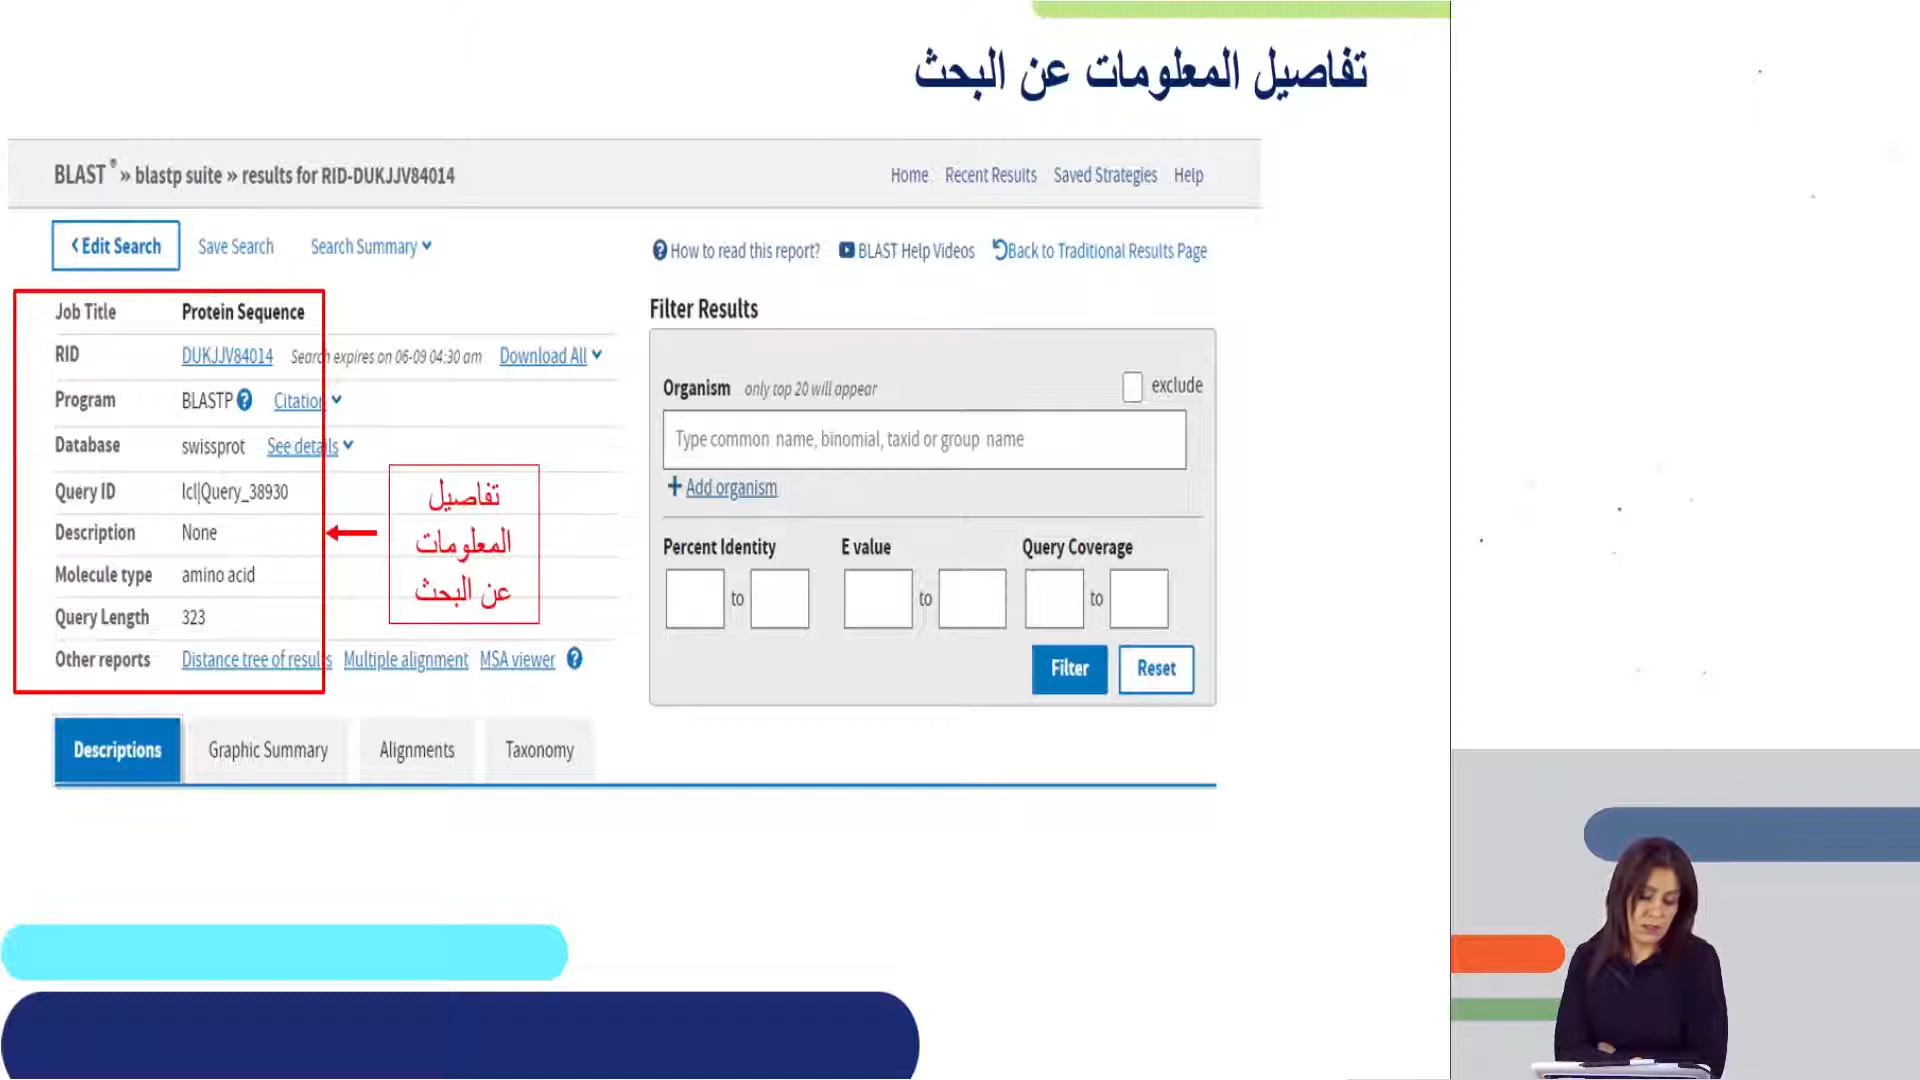 تفاصيل المعلومات عن البحث
BLAST ® » blastp suite » results for RID-DUKJJV84014
Home Recent Results Saved Strategies Help
Edit Search Save Search Search Summary
How to read this report? BLAST Help Videos Back to Traditional Results Page
Job Title Protein Sequence
RID DUKJJV84014 Search expires on 06-09 04:30 am Download All
Program BLASTP Citation
Database swissprot See details
Query ID lcl|Query_38930
Description None
Molecule type amino acid
Query Length 323
Other reports Distance tree of results Multiple alignment MSA viewer
تفاصيل
المعلومات
عن البحث
Filter Results
Organism only top 20 will appear exclude
Type common name, binomial, taxid or group name
+ Add organism
Percent Identity E value Query Coverage
to to to
Filter Reset
Descriptions Graphic Summary Alignments Taxonomy